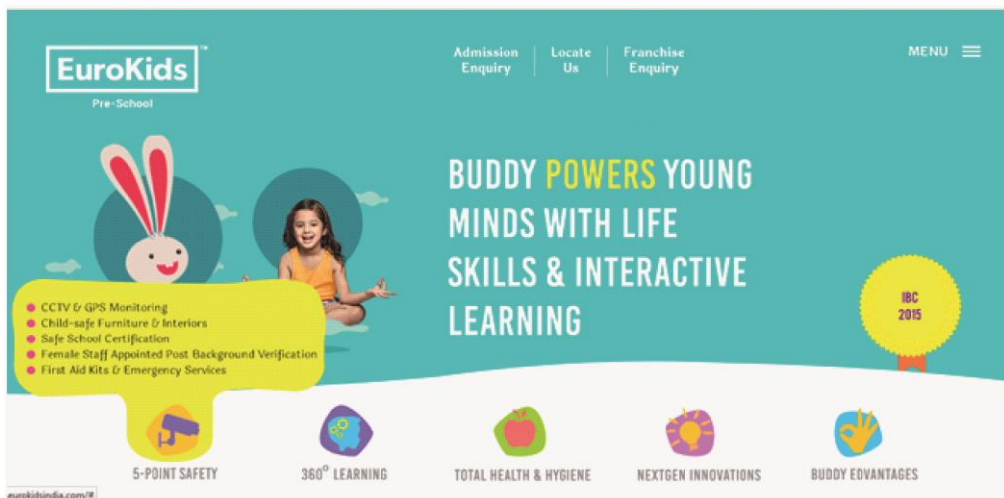 EuroKids™
Pre-School
Admission
Enquiry
Locate
Us
Franchise
Enquiry
MENU
BUDDY POWERS YOUNG
MINDS WITH LIFE
SKILLS & INTERACTIVE
LEARNING
IBC
2015
CCTV & GPS Monitoring
Child-safe Furniture & Interiors
Safe School Certification
Female Staff Appointed Post Background Verification
First Aid Kits & Emergency Services
5-POINT SAFETY
360° LEARNING
TOTAL HEALTH & HYGIENE
NEXTGEN INNOVATIONS
BUDDY EDVANTAGES
eurokidsindia.com/#